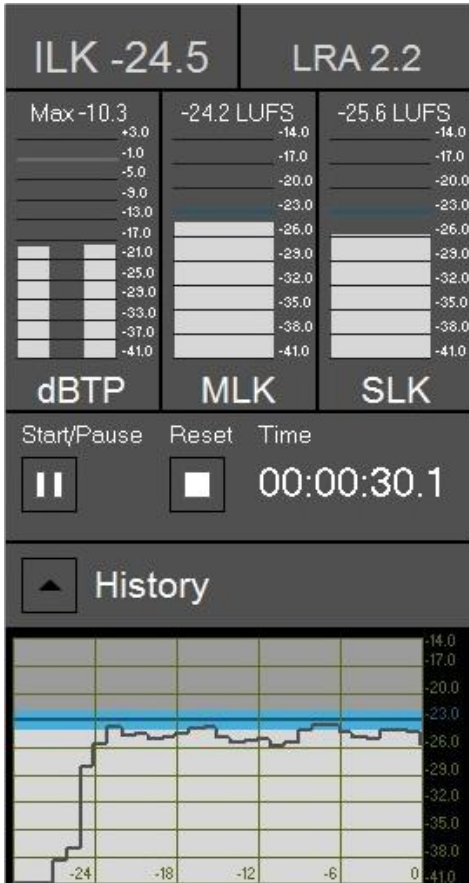 ILK -24.5 LRA 2.2
Max -10.3 -24.2 LUFS -25.6 LUFS
+3.0 -14.0 -14.0
-1.0 -17.0 -17.0
-5.0 -20.0 -20.0
-9.0 -23.0 -23.0
-13.0 -26.0 -26.0
-17.0 -29.0 -29.0
-21.0 -32.0 -32.0
-25.0 -35.0 -35.0
-29.0 -38.0 -38.0
-33.0 -41.0 -41.0
-37.0
-41.0
dBTP MLK SLK
Start/Pause Reset Time
00:00:30.1
History
-14.0
-17.0
-20.0
-23.0
-26.0
-29.0
-32.0
-35.0
-38.0
-24 -18 -12 -6 0 -41.0